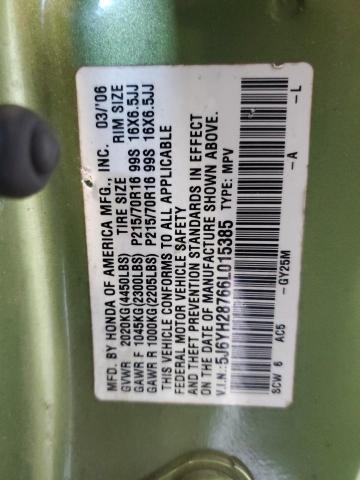 MFD. BY HONDA OF AMERICA MFG., INC. 03/'06
TIRE SIZE RIM SIZE
GVWR 2020KG(4450LBS)
GAWR F 1045KG(2300LBS) P215/70R16 99S 16X6.5JJ
GAWR R 1000KG(2205LBS) P215/70R16 99S 16X6.5JJ
THIS VEHICLE CONFORMS TO ALL APPLICABLE
FEDERAL MOTOR VEHICLE SAFETY
AND THEFT PREVENTION STANDARDS IN EFFECT
ON THE DATE OF MANUFACTURE SHOWN ABOVE.
V.I.N.: 5J6YH28766L015385 TYPE: MPV
-GY25M -A -L
SCW 6 AC5